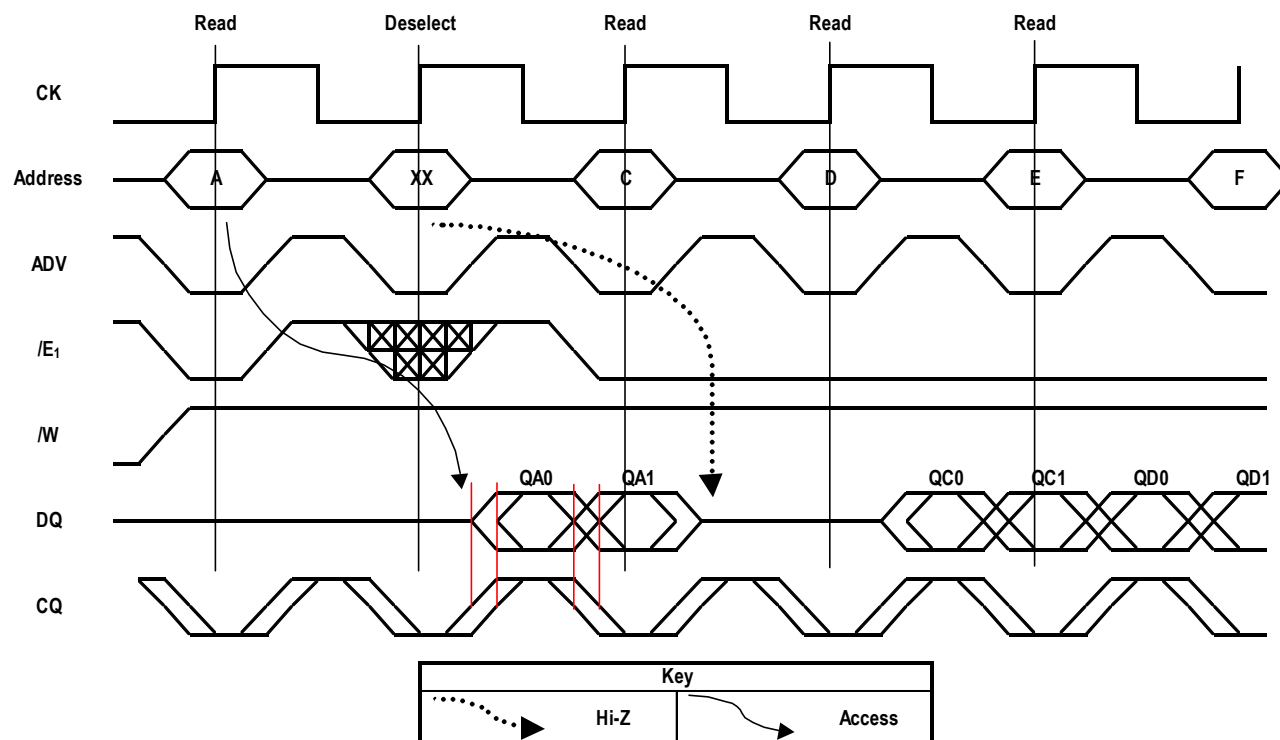 Read Deselect Read Read Read
CK
Address A XX C D E F
ADV
/E1
/W
QA0 QA1 QC0 QC1 QD0 QD1
DQ
CQ
Key
Hi-Z Access